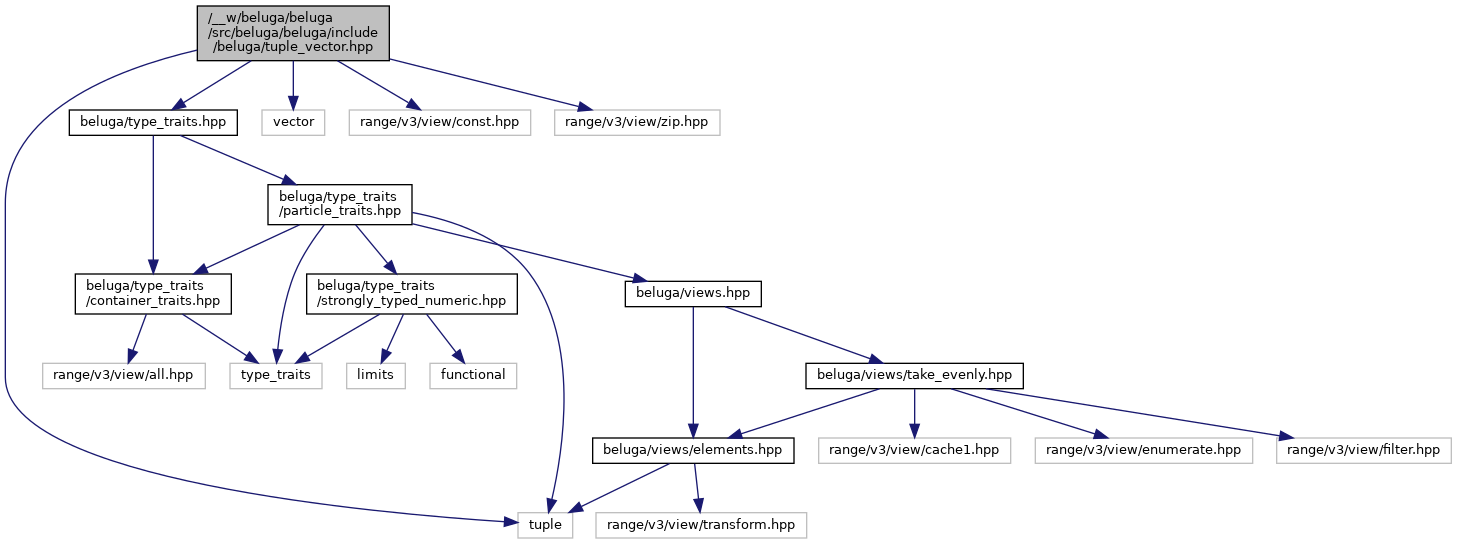 /__w/beluga/beluga
/src/beluga/beluga/include
/beluga/tuple_vector.hpp
beluga/type_traits.hpp
vector
range/v3/view/const.hpp
range/v3/view/zip.hpp
beluga/type_traits
/particle_traits.hpp
beluga/type_traits
/container_traits.hpp
beluga/type_traits
/strongly_typed_numeric.hpp
beluga/views.hpp
range/v3/view/all.hpp
type_traits
limits
functional
beluga/views/take_evenly.hpp
beluga/views/elements.hpp
range/v3/view/cache1.hpp
range/v3/view/enumerate.hpp
range/v3/view/filter.hpp
tuple
range/v3/view/transform.hpp